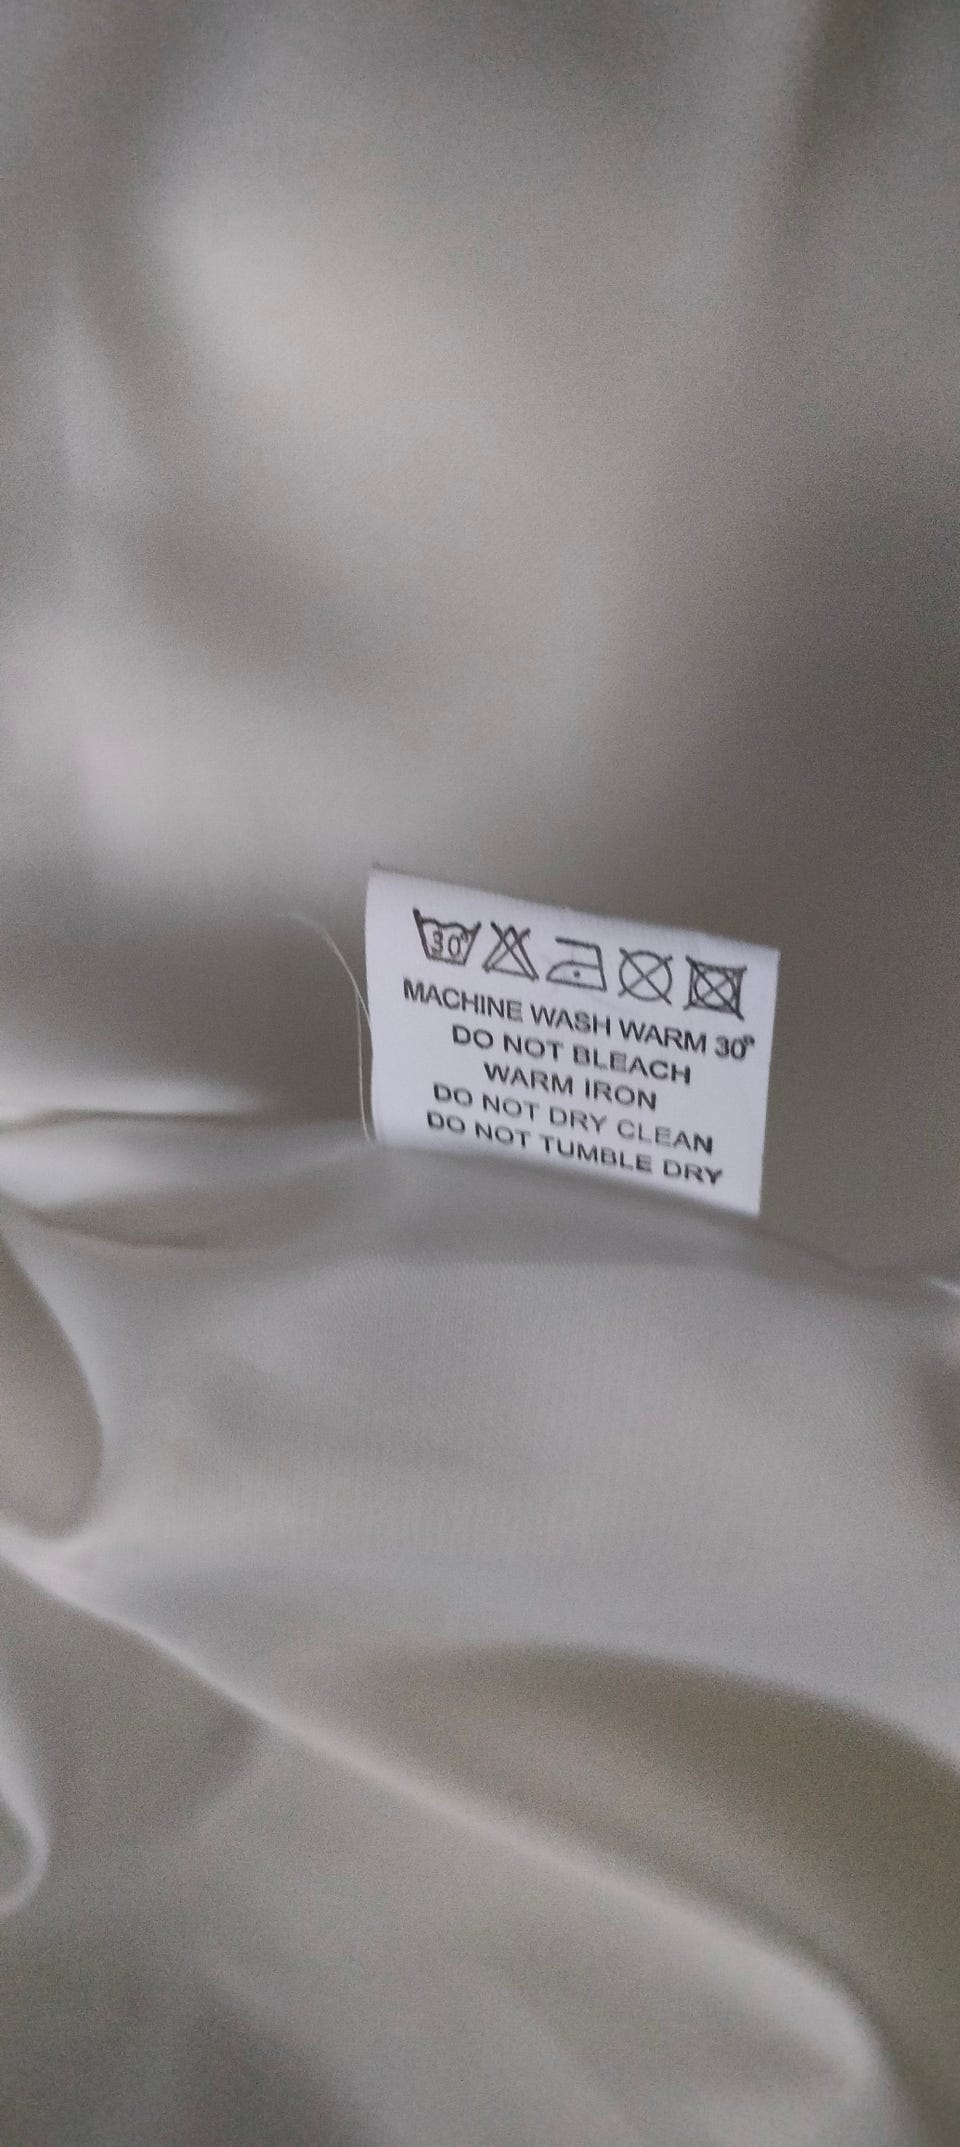 30°
MACHINE WASH WARM 30°
DO NOT BLEACH
WARM IRON
DO NOT DRY CLEAN
DO NOT TUMBLE DRY